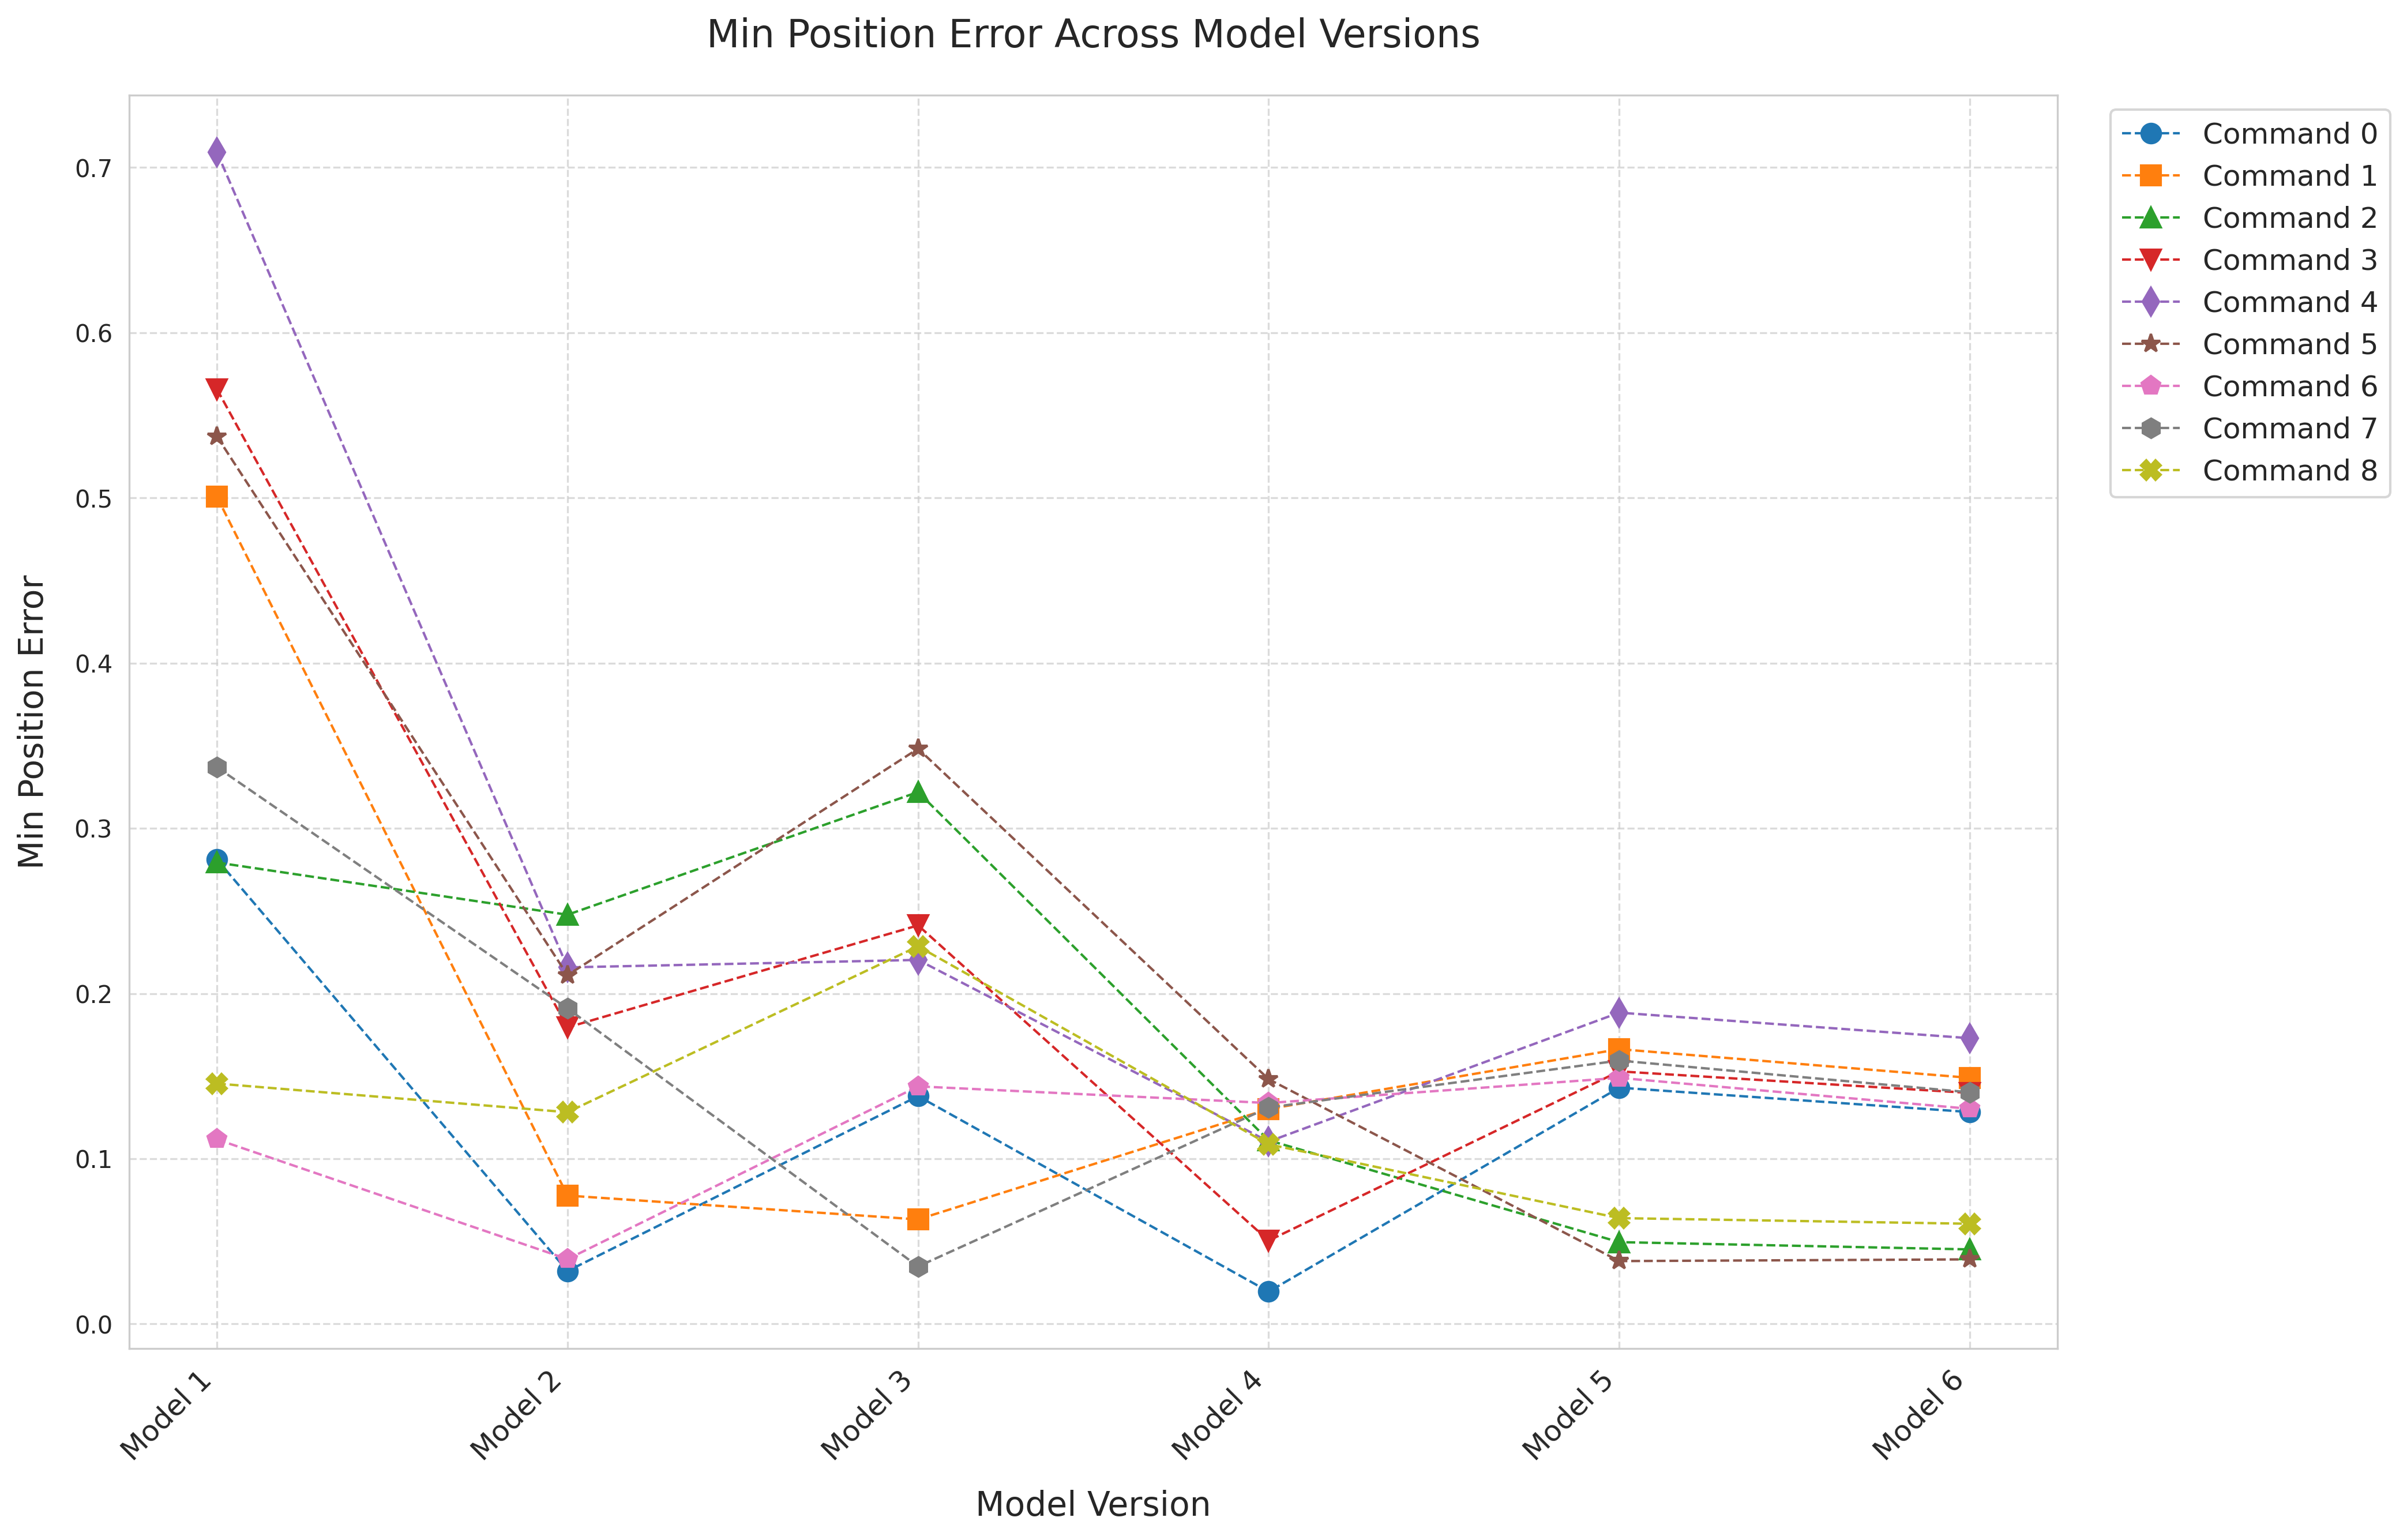 Min Position Error Across Model Versions
Min Position Error
0.7
0.6
0.5
0.4
0.3
0.2
0.1
0.0
Model 1
Model 2
Model 3
Model 4
Model 5
Model 6
Model Version
Command 0
Command 1
Command 2
Command 3
Command 4
Command 5
Command 6
Command 7
Command 8